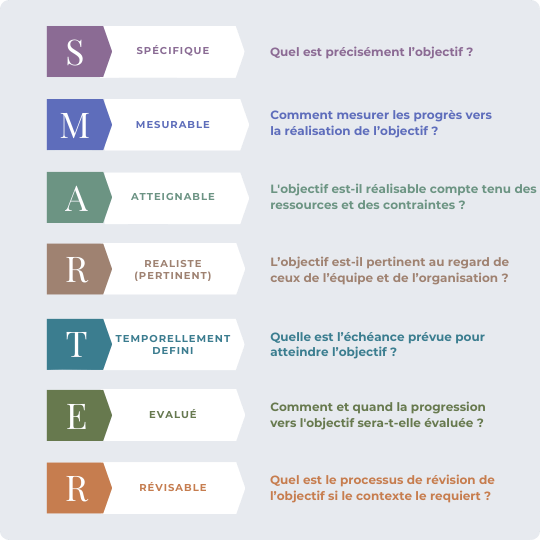 S
SPÉCIFIQUE
Quel est précisément l’objectif ?
M
MESURABLE
Comment mesurer les progrès vers
la réalisation de l’objectif ?
A
ATTEIGNABLE
L'objectif est-il réalisable compte tenu des
ressources et des contraintes ?
R
REALISTE
(PERTINENT)
L’objectif est-il pertinent au regard de
ceux de l’équipe et de l’organisation ?
T
TEMPORELLEMENT
DEFINI
Quelle est l’échéance prévue pour
atteindre l’objectif ?
E
EVALUÉ
Comment et quand la progression
vers l'objectif sera-t-elle évaluée ?
R
RÉVISABLE
Quel est le processus de révision de
l’objectif si le contexte le requiert ?